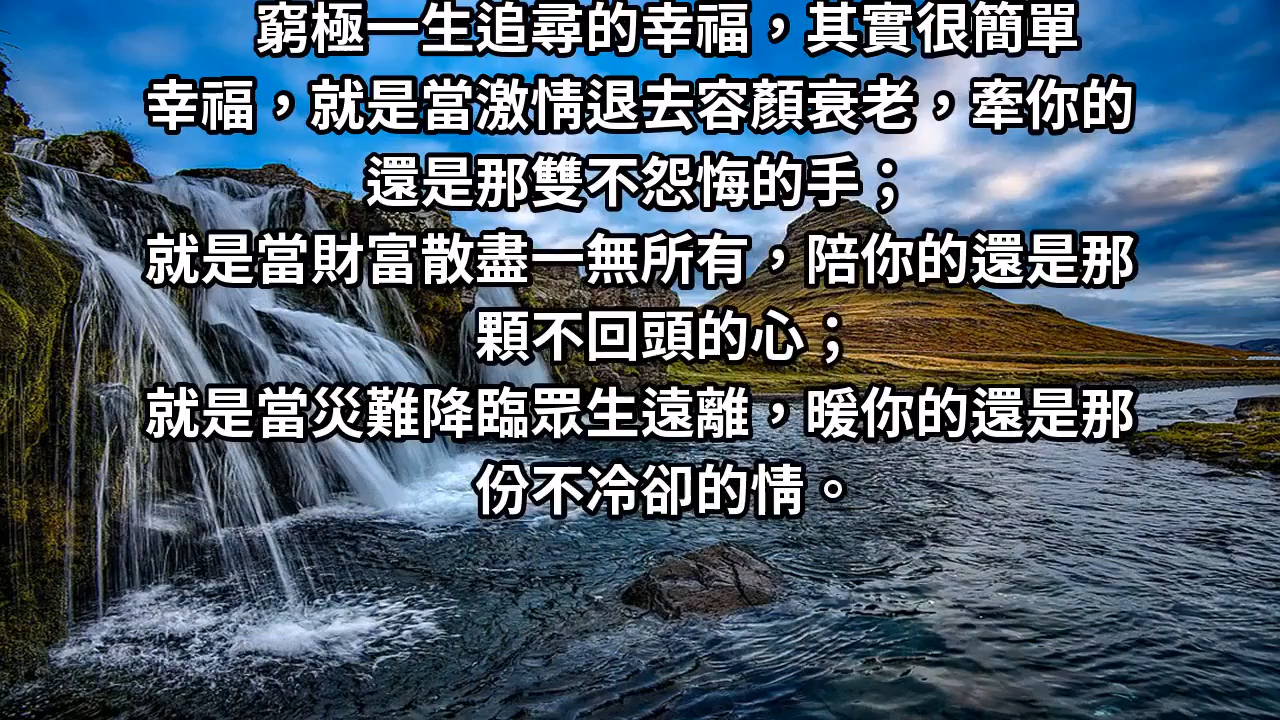 窮極一生追尋的幸福，其實很簡單
幸福，就是當激情退去容顏衰老，牽你的
還是那雙不怨悔的手；
就是當財富散盡一無所有，陪你的還是那
顆不回頭的心；
就是當災難降臨眾生遠離，暖你的還是那
份不冷卻的情。